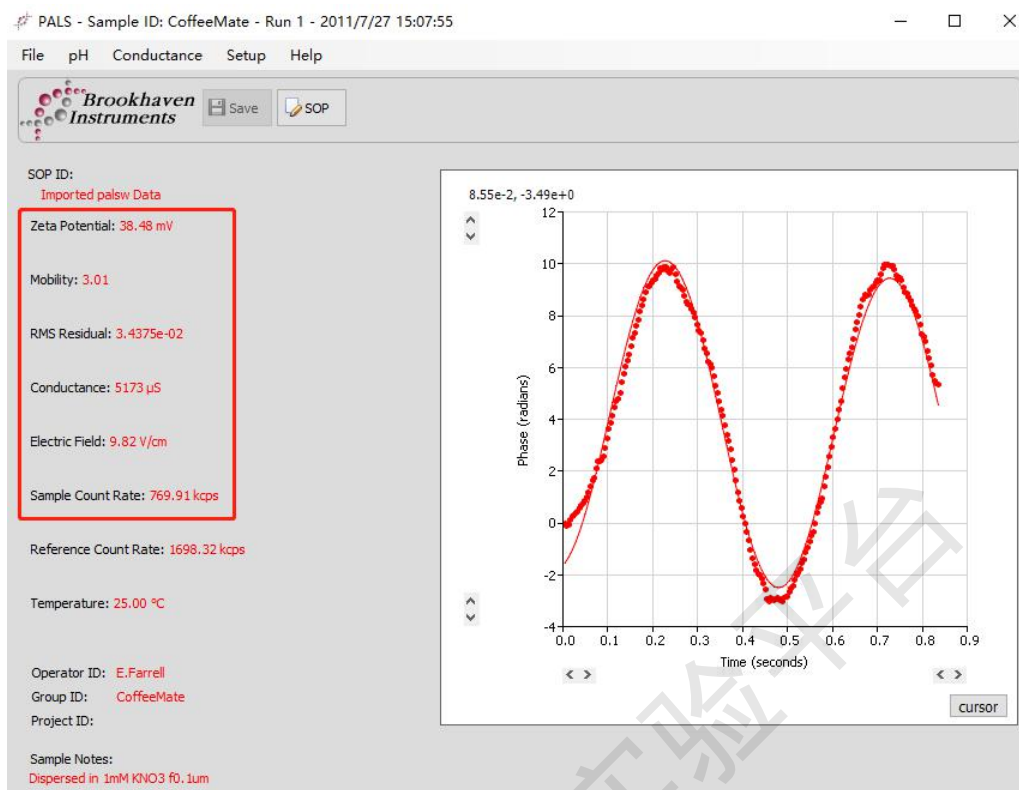 PALS - Sample ID: CoffeeMate - Run 1 - 2011/7/27 15:07:55
File pH Conductance Setup Help
Brookhaven
Instruments
Save
SOP
SOP ID:
Imported palsw Data
Zeta Potential: 38.48 mV
Mobility: 3.01
RMS Residual: 3.4375e-02
Conductance: 5173 µS
Electric Field: 9.82 V/cm
Sample Count Rate: 769.91 kcps
Reference Count Rate: 1698.32 kcps
Temperature: 25.00 ºC
Operator ID: E.Farrell
Group ID: CoffeeMate
Project ID:
Sample Notes:
Dispersed in 1mM KNO3 f0.1um
8.55e-2, -3.49e+0
12
10
8
6
4
2
0
-2
-4
Phase (radians)
0.0 0.1 0.2 0.3 0.4 0.5 0.6 0.7 0.8 0.9
Time (seconds)
cursor
实验平台